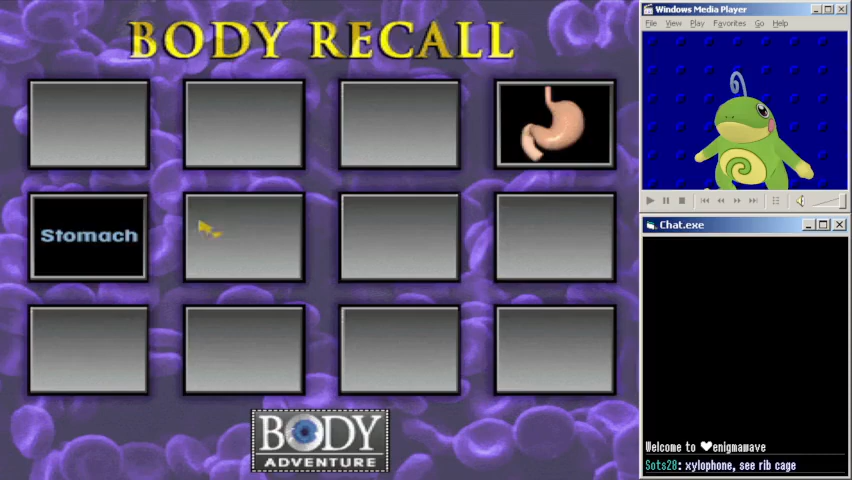 BODY RECALL
Stomach
BODY
ADVENTURE
Windows Media Player
File View Play Favorites Go Help
Chat.exe
Welcome to ♥enigmawave
Sots28: xylophone, see rib cage